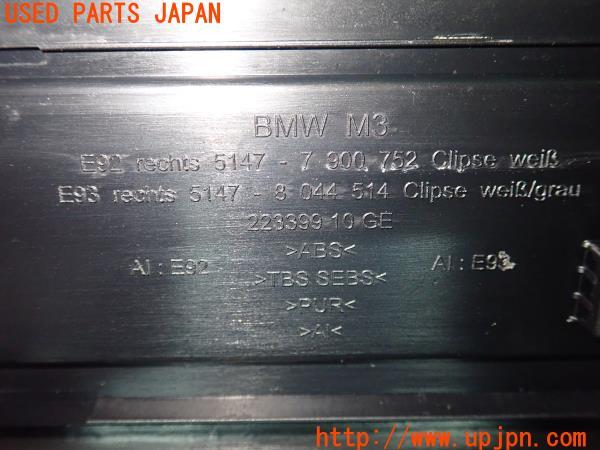 USED PARTS JAPAN
BMW M3
E92 rechts 5147 - 7 900 752 Clipse weiß
E93 rechts 5147 - 8 044 514 Clipse weiß/grau
223399 10 GE
>ABS<
AI : E92
AI : E93
>TBS SEBS<
>PUR<
>AI<
http://www.upjpn.com/